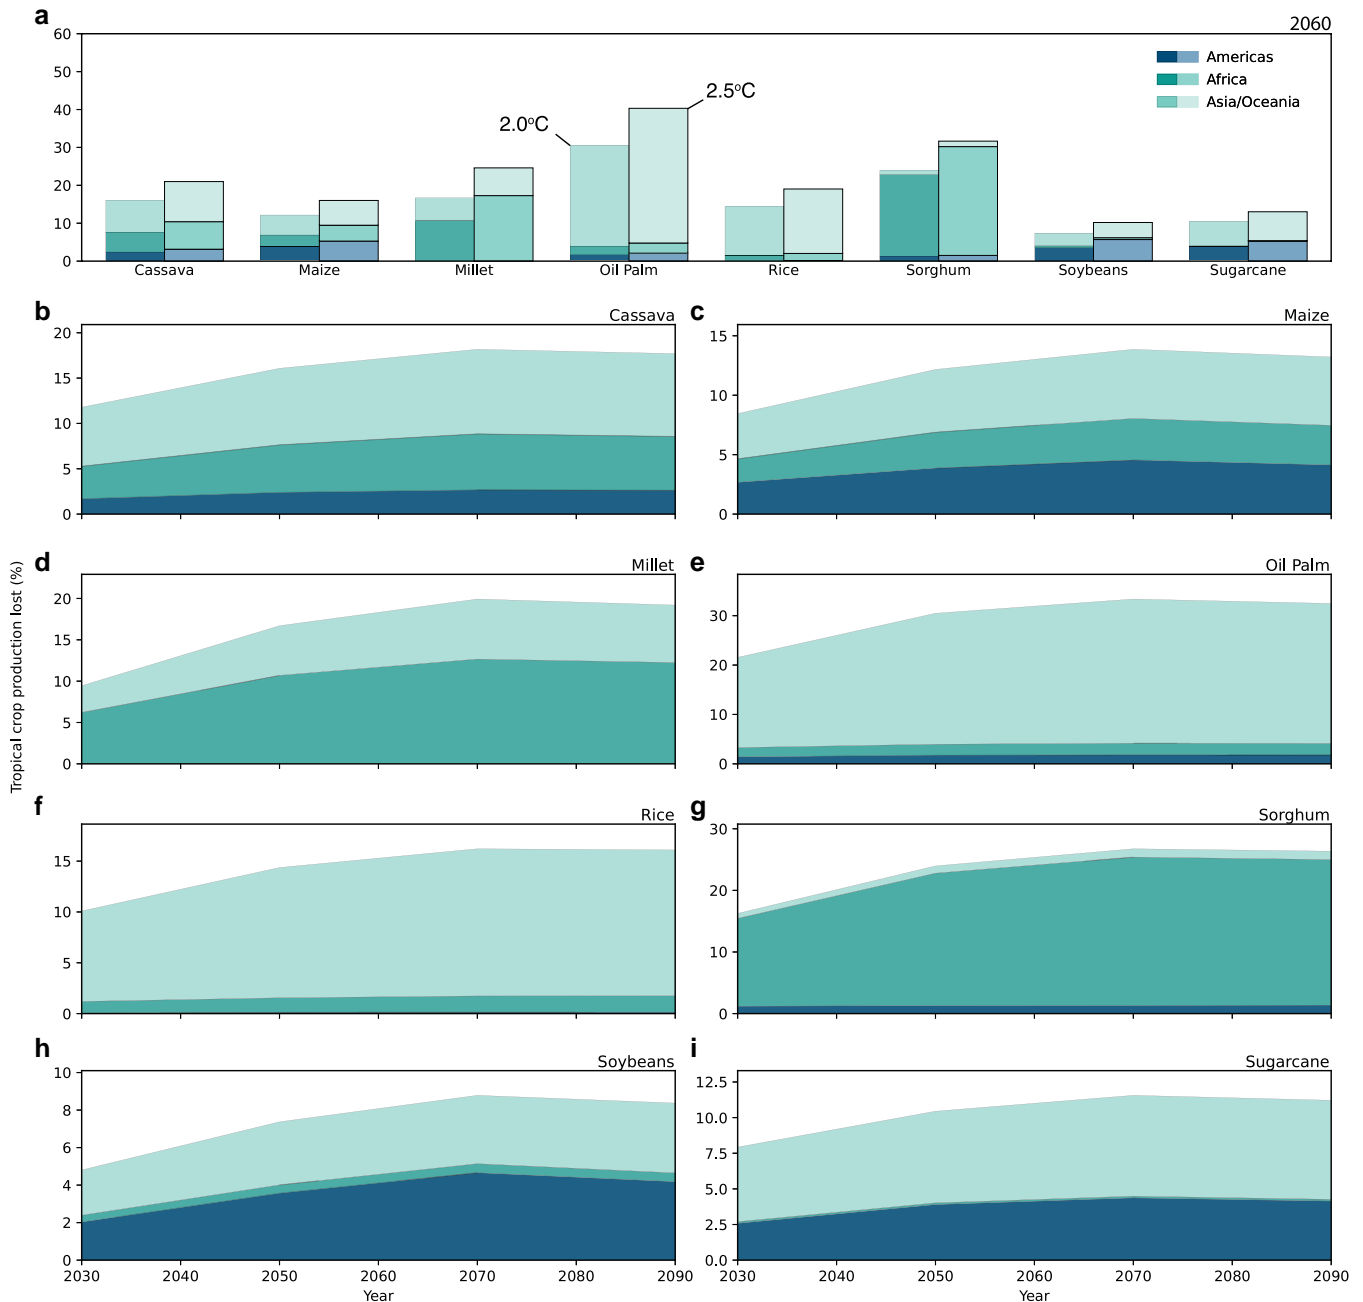 a
2060
60
50
40
30
20
10
0
Americas
Africa
Asia/Oceania
2.0°C
2.5°C
Cassava Maize Millet Oil Palm Rice Sorghum Soybeans Sugarcane
Tropical crop production lost (%)
b
Cassava
20
15
10
5
0
c
Maize
15
10
5
0
d
Millet
20
15
10
5
0
e
Oil Palm
30
20
10
0
f
Rice
15
10
5
0
g
Sorghum
30
20
10
0
h
Soybeans
10
8
6
4
2
0
2030 2040 2050 2060 2070 2080 2090
Year
i
Sugarcane
12.5
10.0
7.5
5.0
2.5
0.0
2030 2040 2050 2060 2070 2080 2090
Year